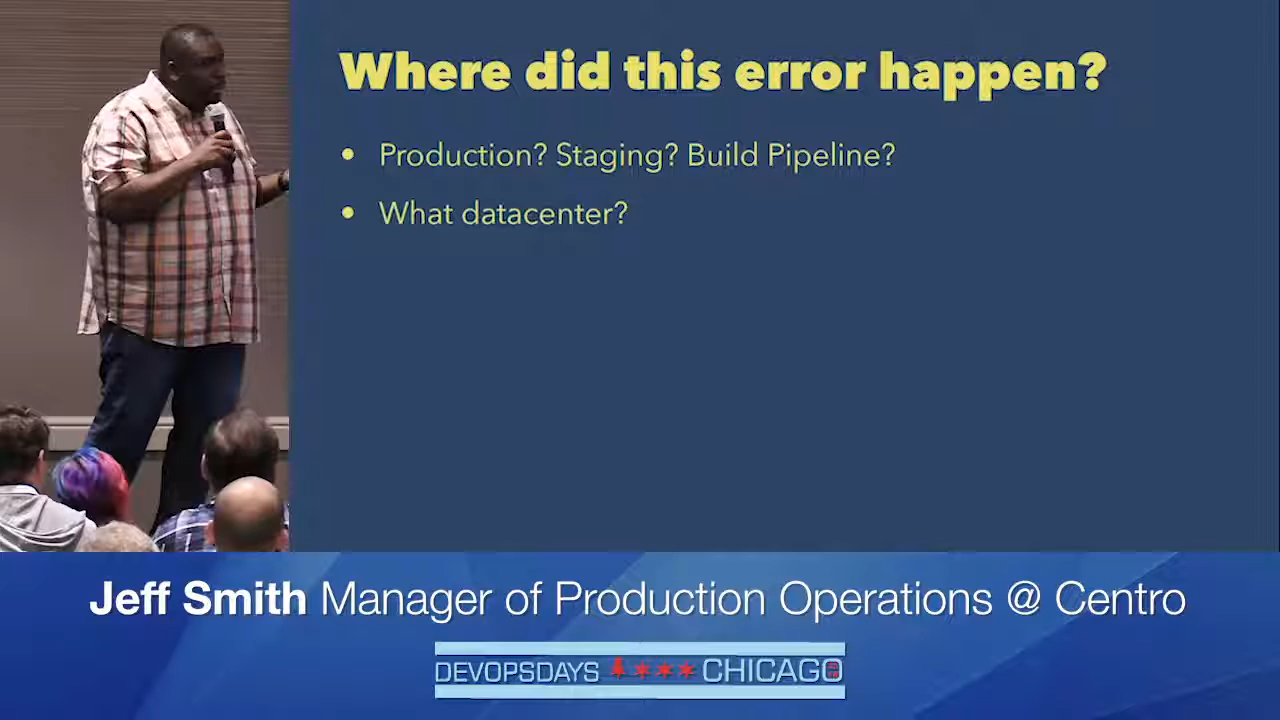 Where did this error happen?
• Production? Staging? Build Pipeline?
• What datacenter?
Jeff Smith Manager of Production Operations @ Centro
DEVOPSDAYS CHICAGO